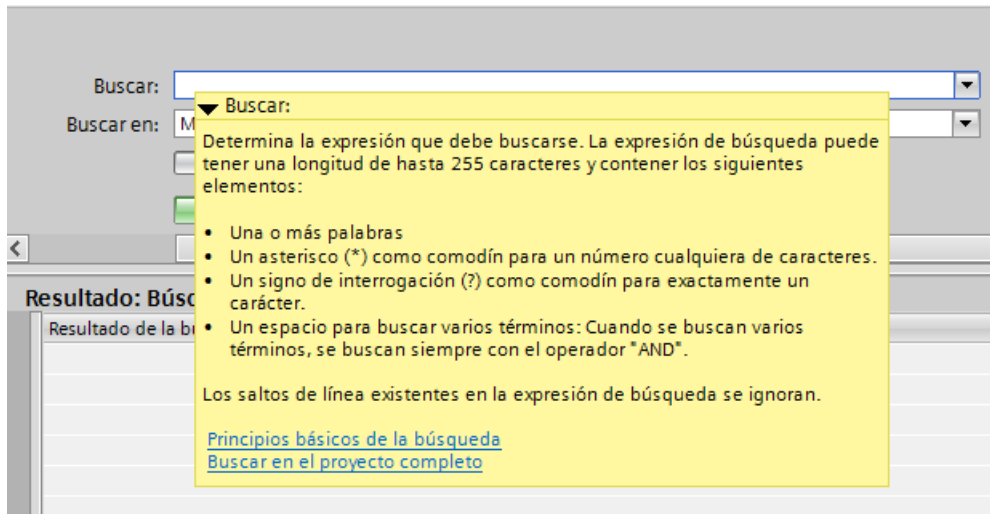 Buscar:
Buscar en: M
Buscar:
Determina la expresión que debe buscarse. La expresión de búsqueda puede
tener una longitud de hasta 255 caracteres y contener los siguientes
elementos:
• Una o más palabras
• Un asterisco (*) como comodín para un número cualquiera de caracteres.
• Un signo de interrogación (?) como comodín para exactamente un
carácter.
• Un espacio para buscar varios términos: Cuando se buscan varios
términos, se buscan siempre con el operador "AND".
Los saltos de línea existentes en la expresión de búsqueda se ignoran.
Principios básicos de la búsqueda
Buscar en el proyecto completo
Resultado: Búsc
Resultado de la bu